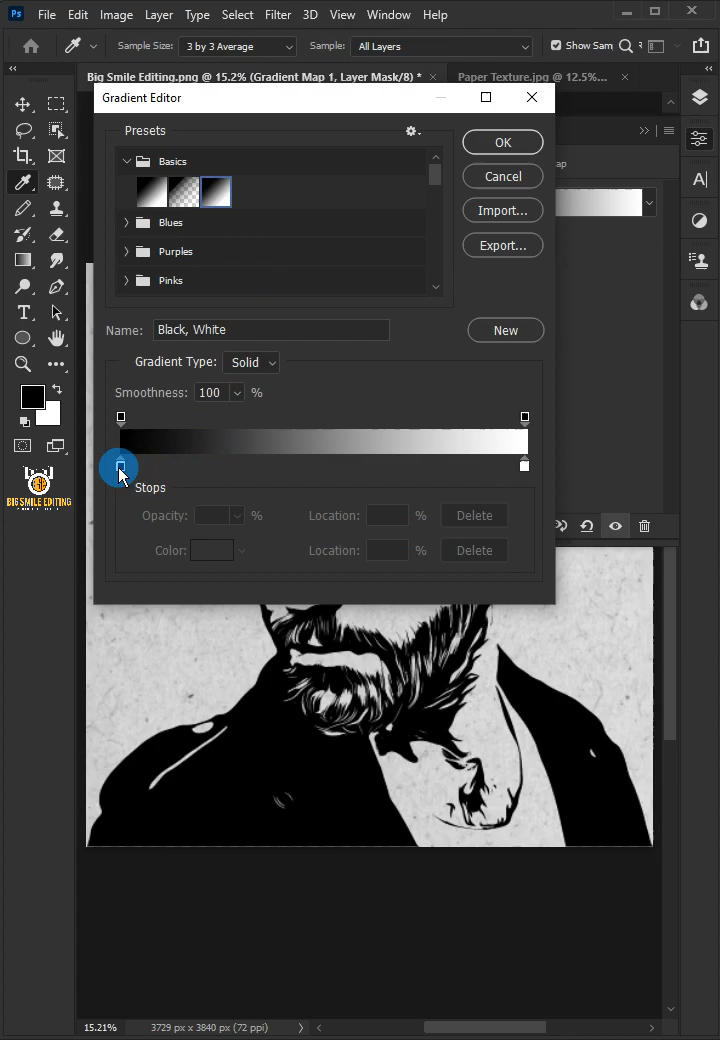 Ps File Edit Image Layer Type Select Filter 3D View Window Help
Sample Size: 3 by 3 Average Sample: All Layers Show Sam
Big Smile Editing.png @ 15.2% (Gradient Map 1, Layer Mask/8) * × Paper Texture.jpg @ 12.5%... ×
Gradient Editor
Presets
OK
Basics
Cancel
ap
Import...
Blues
Export...
Purples
Pinks
Name: Black, White New
Gradient Type: Solid
Smoothness: 100 %
Stops
BIG SMILE EDITING
Opacity: % Location: % Delete
Color: Location: % Delete
15.21% 3729 px x 3840 px (72 ppi)